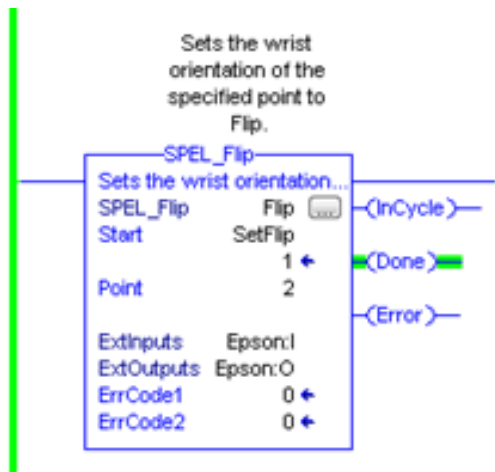 Sets the wrist
orientation of the
specified point to
Flip.
SPEL_Flip
Sets the wrist orientation...
SPEL_Flip Flip ...
(InCycle)
Start SetFlip
1
(Done)
Point 2
(Error)
ExtInputs Epson:I
ExtOutputs Epson:O
ErrCode1 0
ErrCode2 0